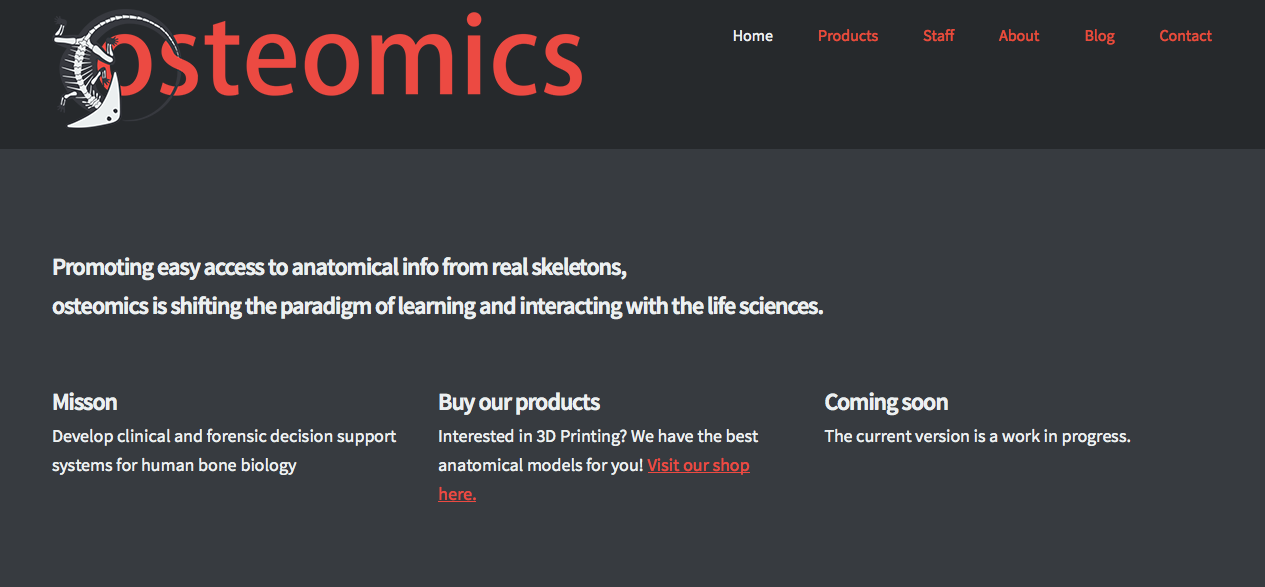 osteomics
Home Products Staff About Blog Contact
Promoting easy access to anatomical info from real skeletons,
osteomics is shifting the paradigm of learning and interacting with the life sciences.
Misson
Develop clinical and forensic decision support
systems for human bone biology
Buy our products
Interested in 3D Printing? We have the best
anatomical models for you! Visit our shop
here.
Coming soon
The current version is a work in progress.